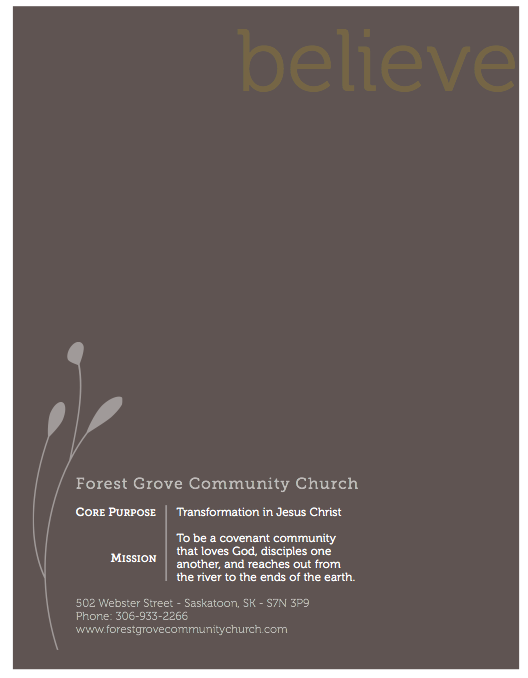 believe
Forest Grove Community Church
Core Purpose
Transformation in Jesus Christ
Mission
To be a covenant community
that loves God, disciples one
another, and reaches out from
the river to the ends of the earth.
502 Webster Street - Saskatoon, SK - S7N 3P9
Phone: 306-933-2266
www.forestgrovecommunitychurch.com